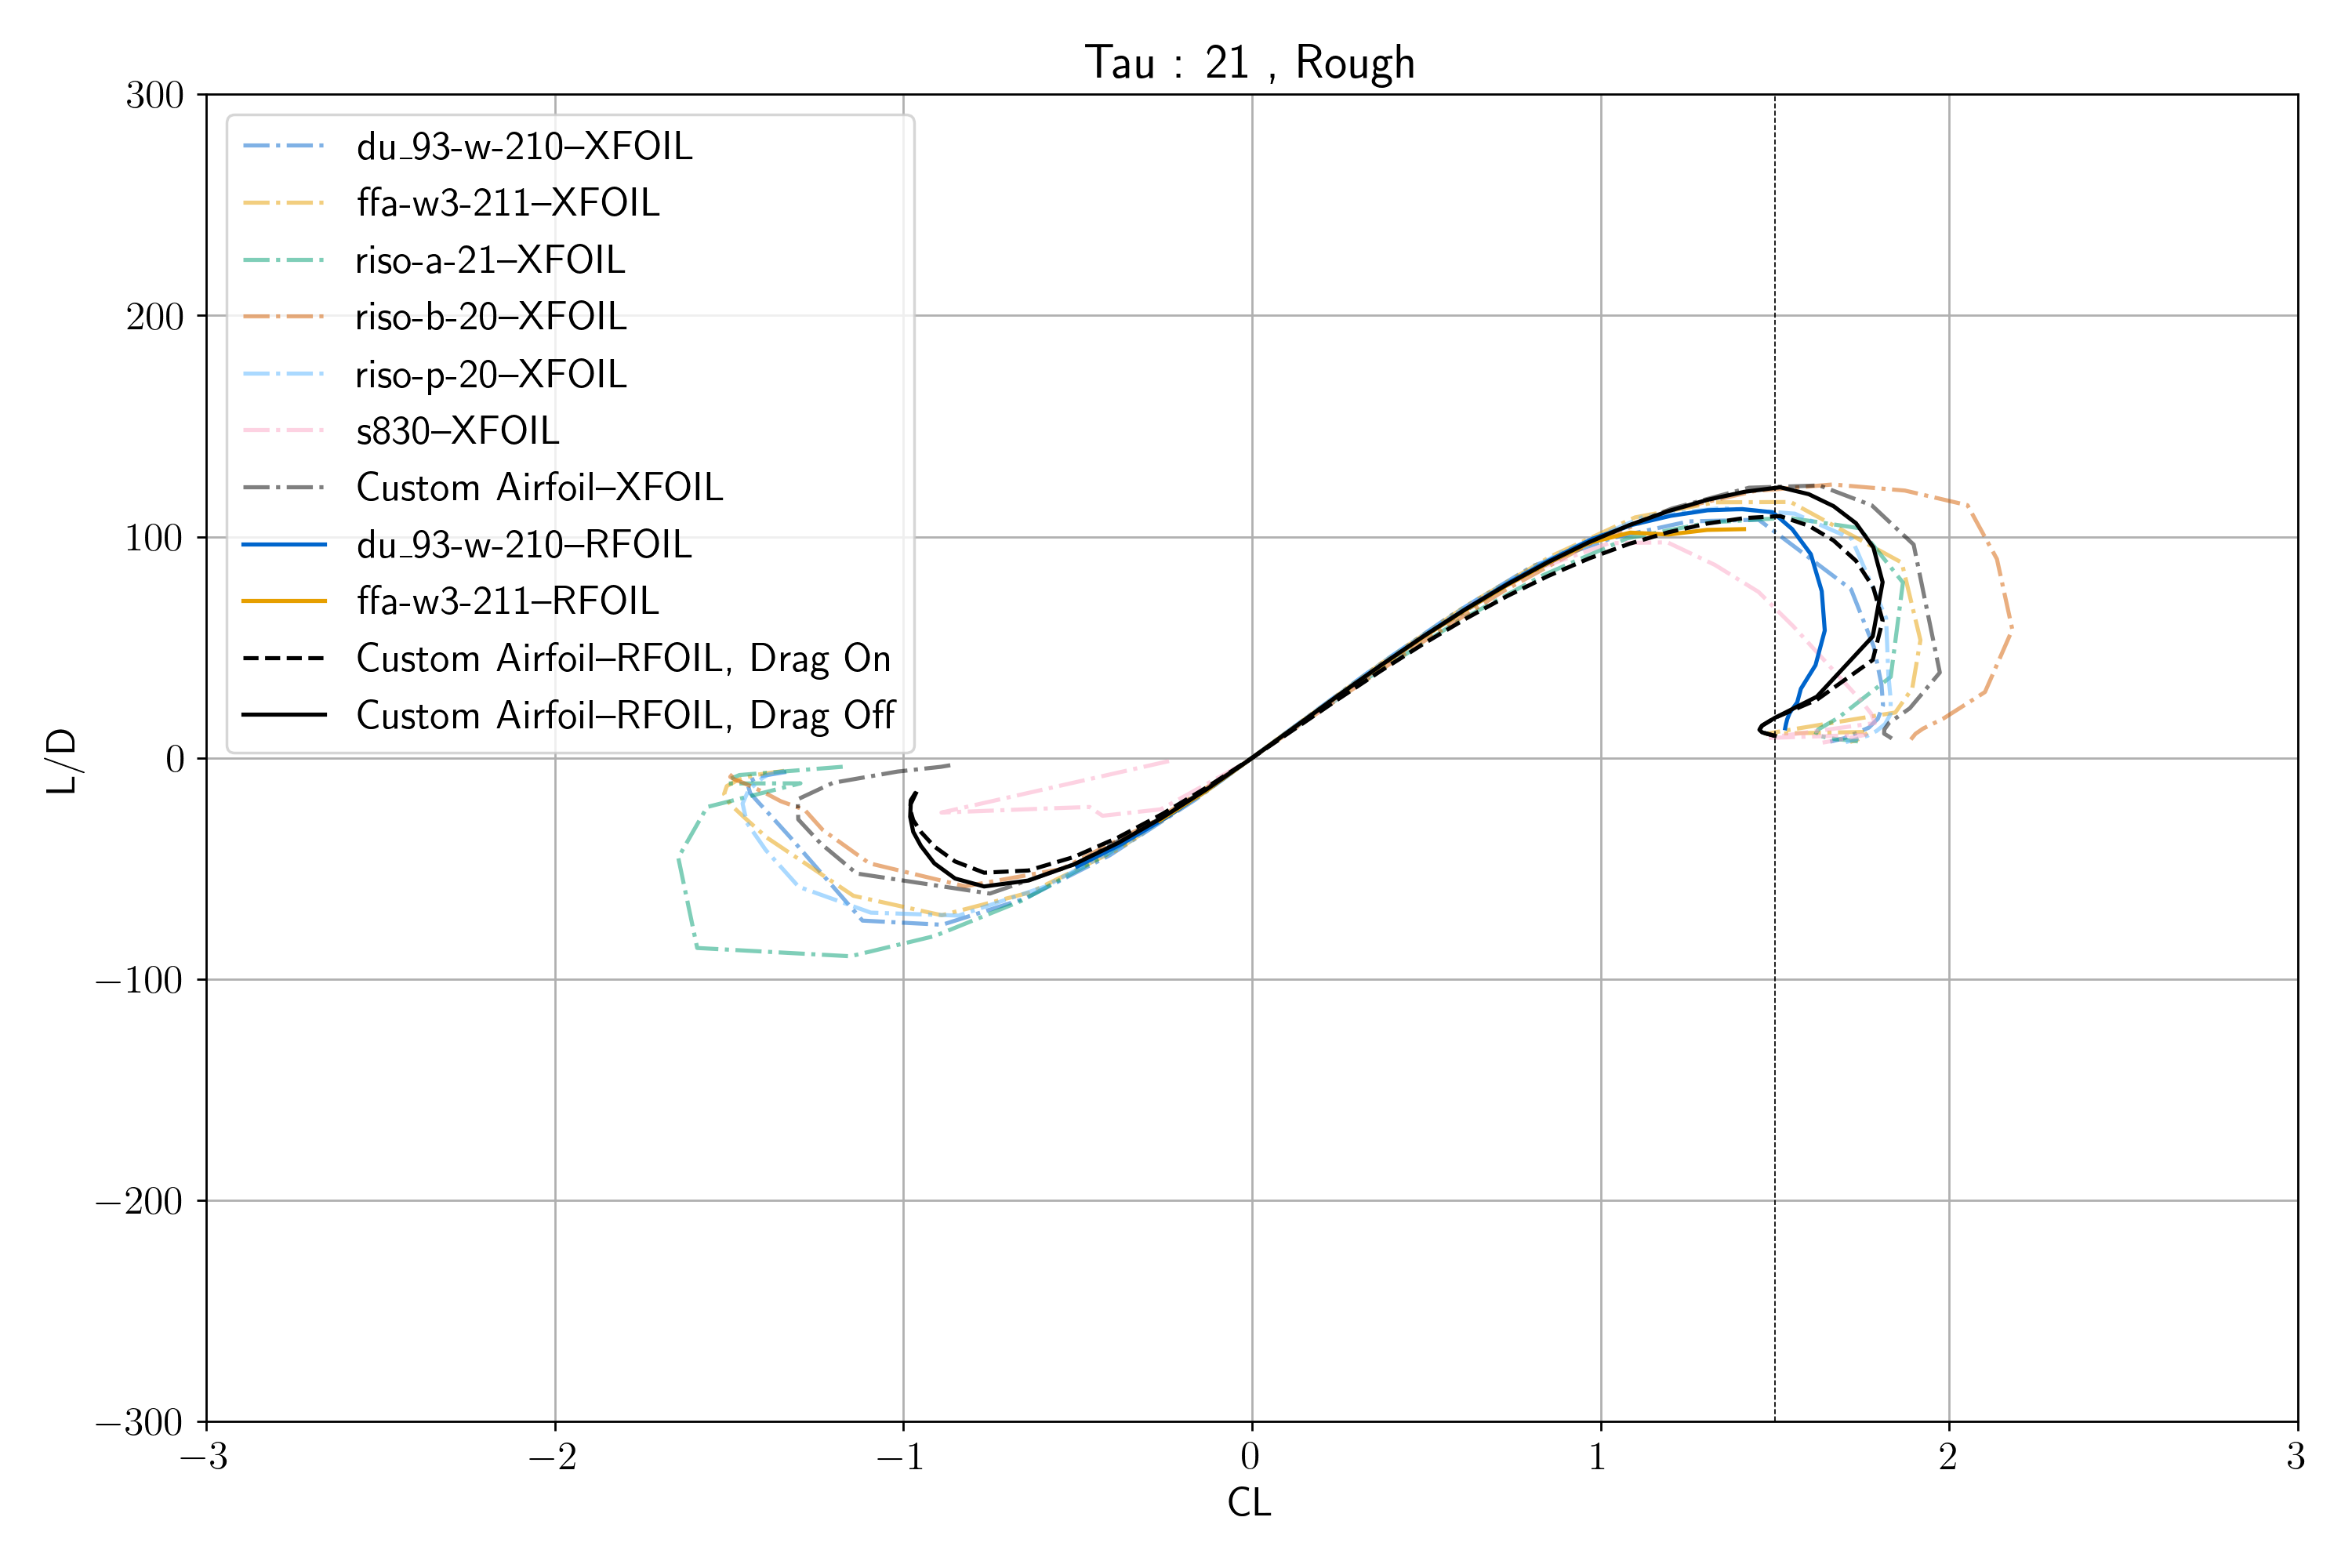 Tau : 21 , Rough
300
200
100
0
−100
−200
−300
L/D
du_93-w-210–XFOIL
ffa-w3-211–XFOIL
riso-a-21–XFOIL
riso-b-20–XFOIL
riso-p-20–XFOIL
s830–XFOIL
Custom Airfoil–XFOIL
du_93-w-210–RFOIL
ffa-w3-211–RFOIL
Custom Airfoil–RFOIL, Drag On
Custom Airfoil–RFOIL, Drag Off
−3 −2 −1 0 1 2 3
CL